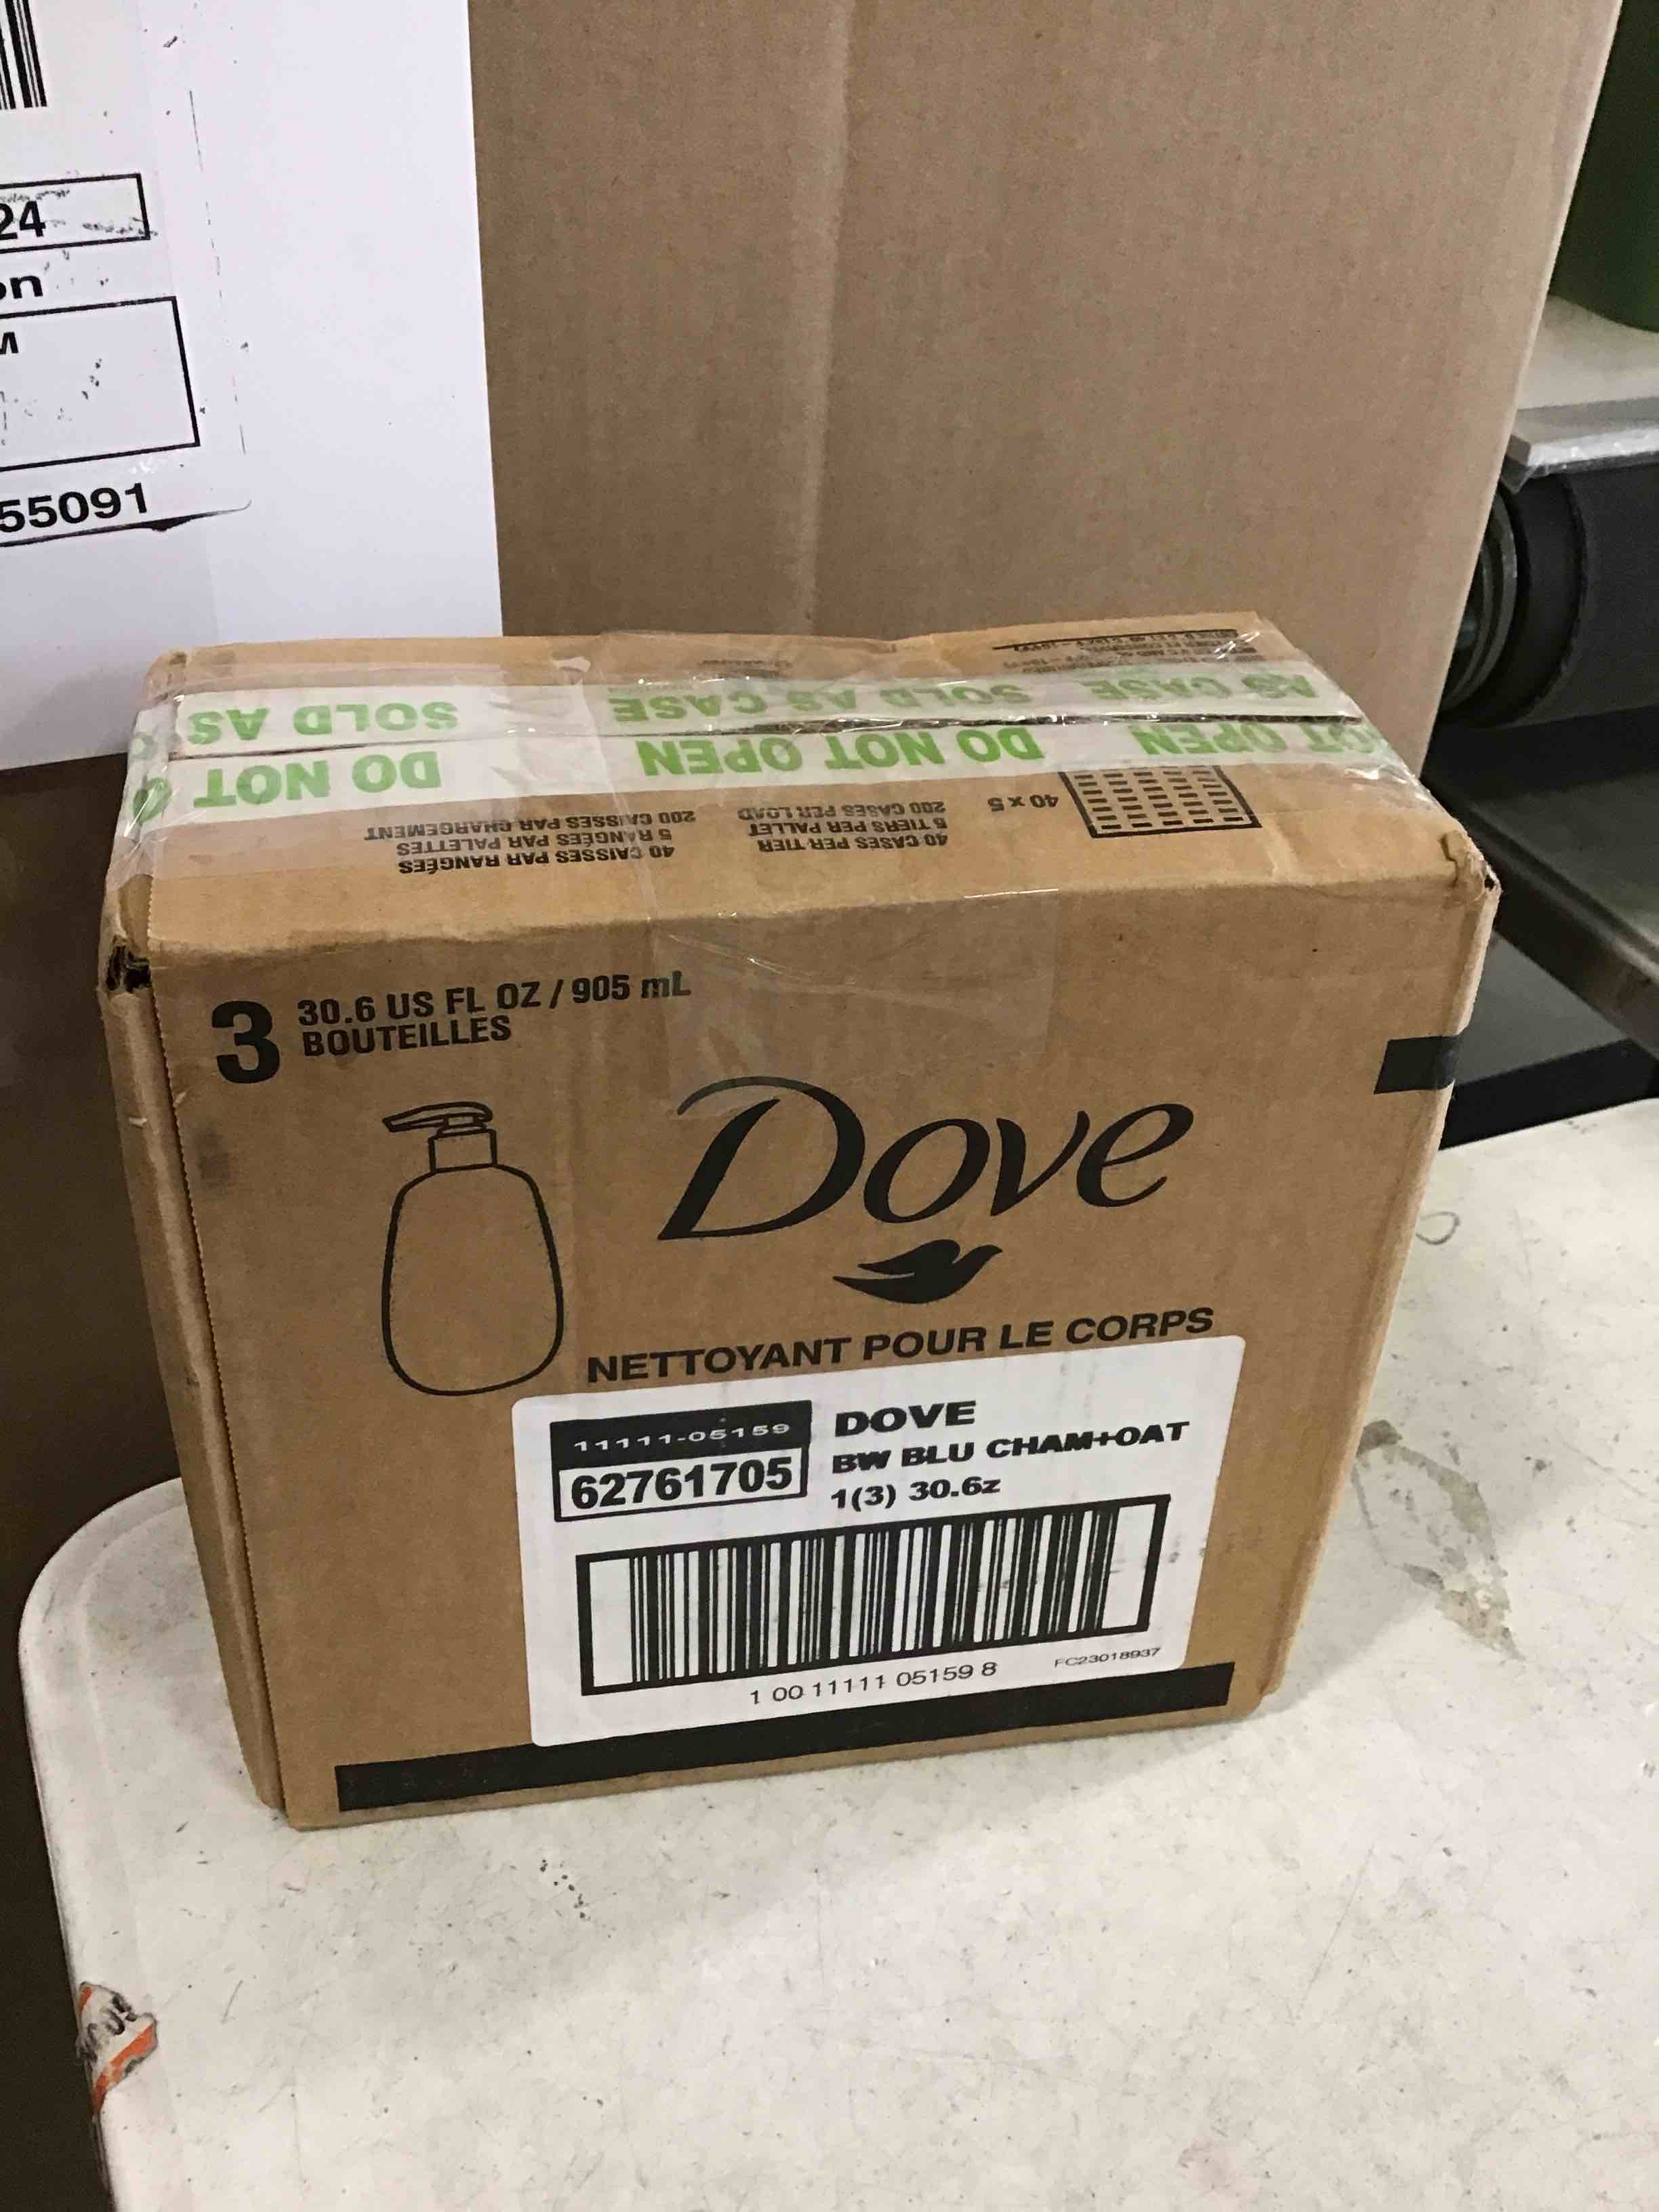 24
on
M
55091
SOLD AS
SOLD AS CASE
AS CASE
DO NOT O
DO NOT OPEN
OT OPEN
40 x 5
40 CASES PER TIER
5 TIERS PER PALLET
200 CASES PER LOAD
40 CAISSES PAR RANGÉES
5 RANGÉES PAR PALETTES
200 CAISSES PAR CHARGEMENT
3 30.6 US FL OZ / 905 mL
BOUTEILLES
Dove
NETTOYANT POUR LE CORPS
11111-05159
62761705
DOVE
BW BLU CHAM+OAT
1(3) 30.6z
1 00 11111 05159 8
FC23018937